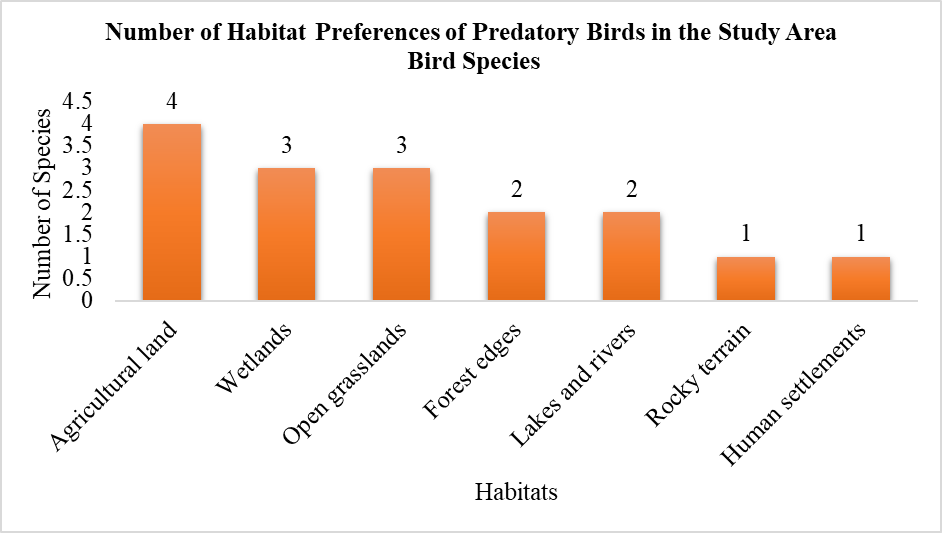 Number of Habitat Preferences of Predatory Birds in the Study Area
Bird Species
Number of Species
4.5
4
3.5
3
2.5
2
1.5
1
0.5
0
4
3
3
2
2
1
1
Agricultural land
Wetlands
Open grasslands
Forest edges
Lakes and rivers
Rocky terrain
Human settlements
Habitats